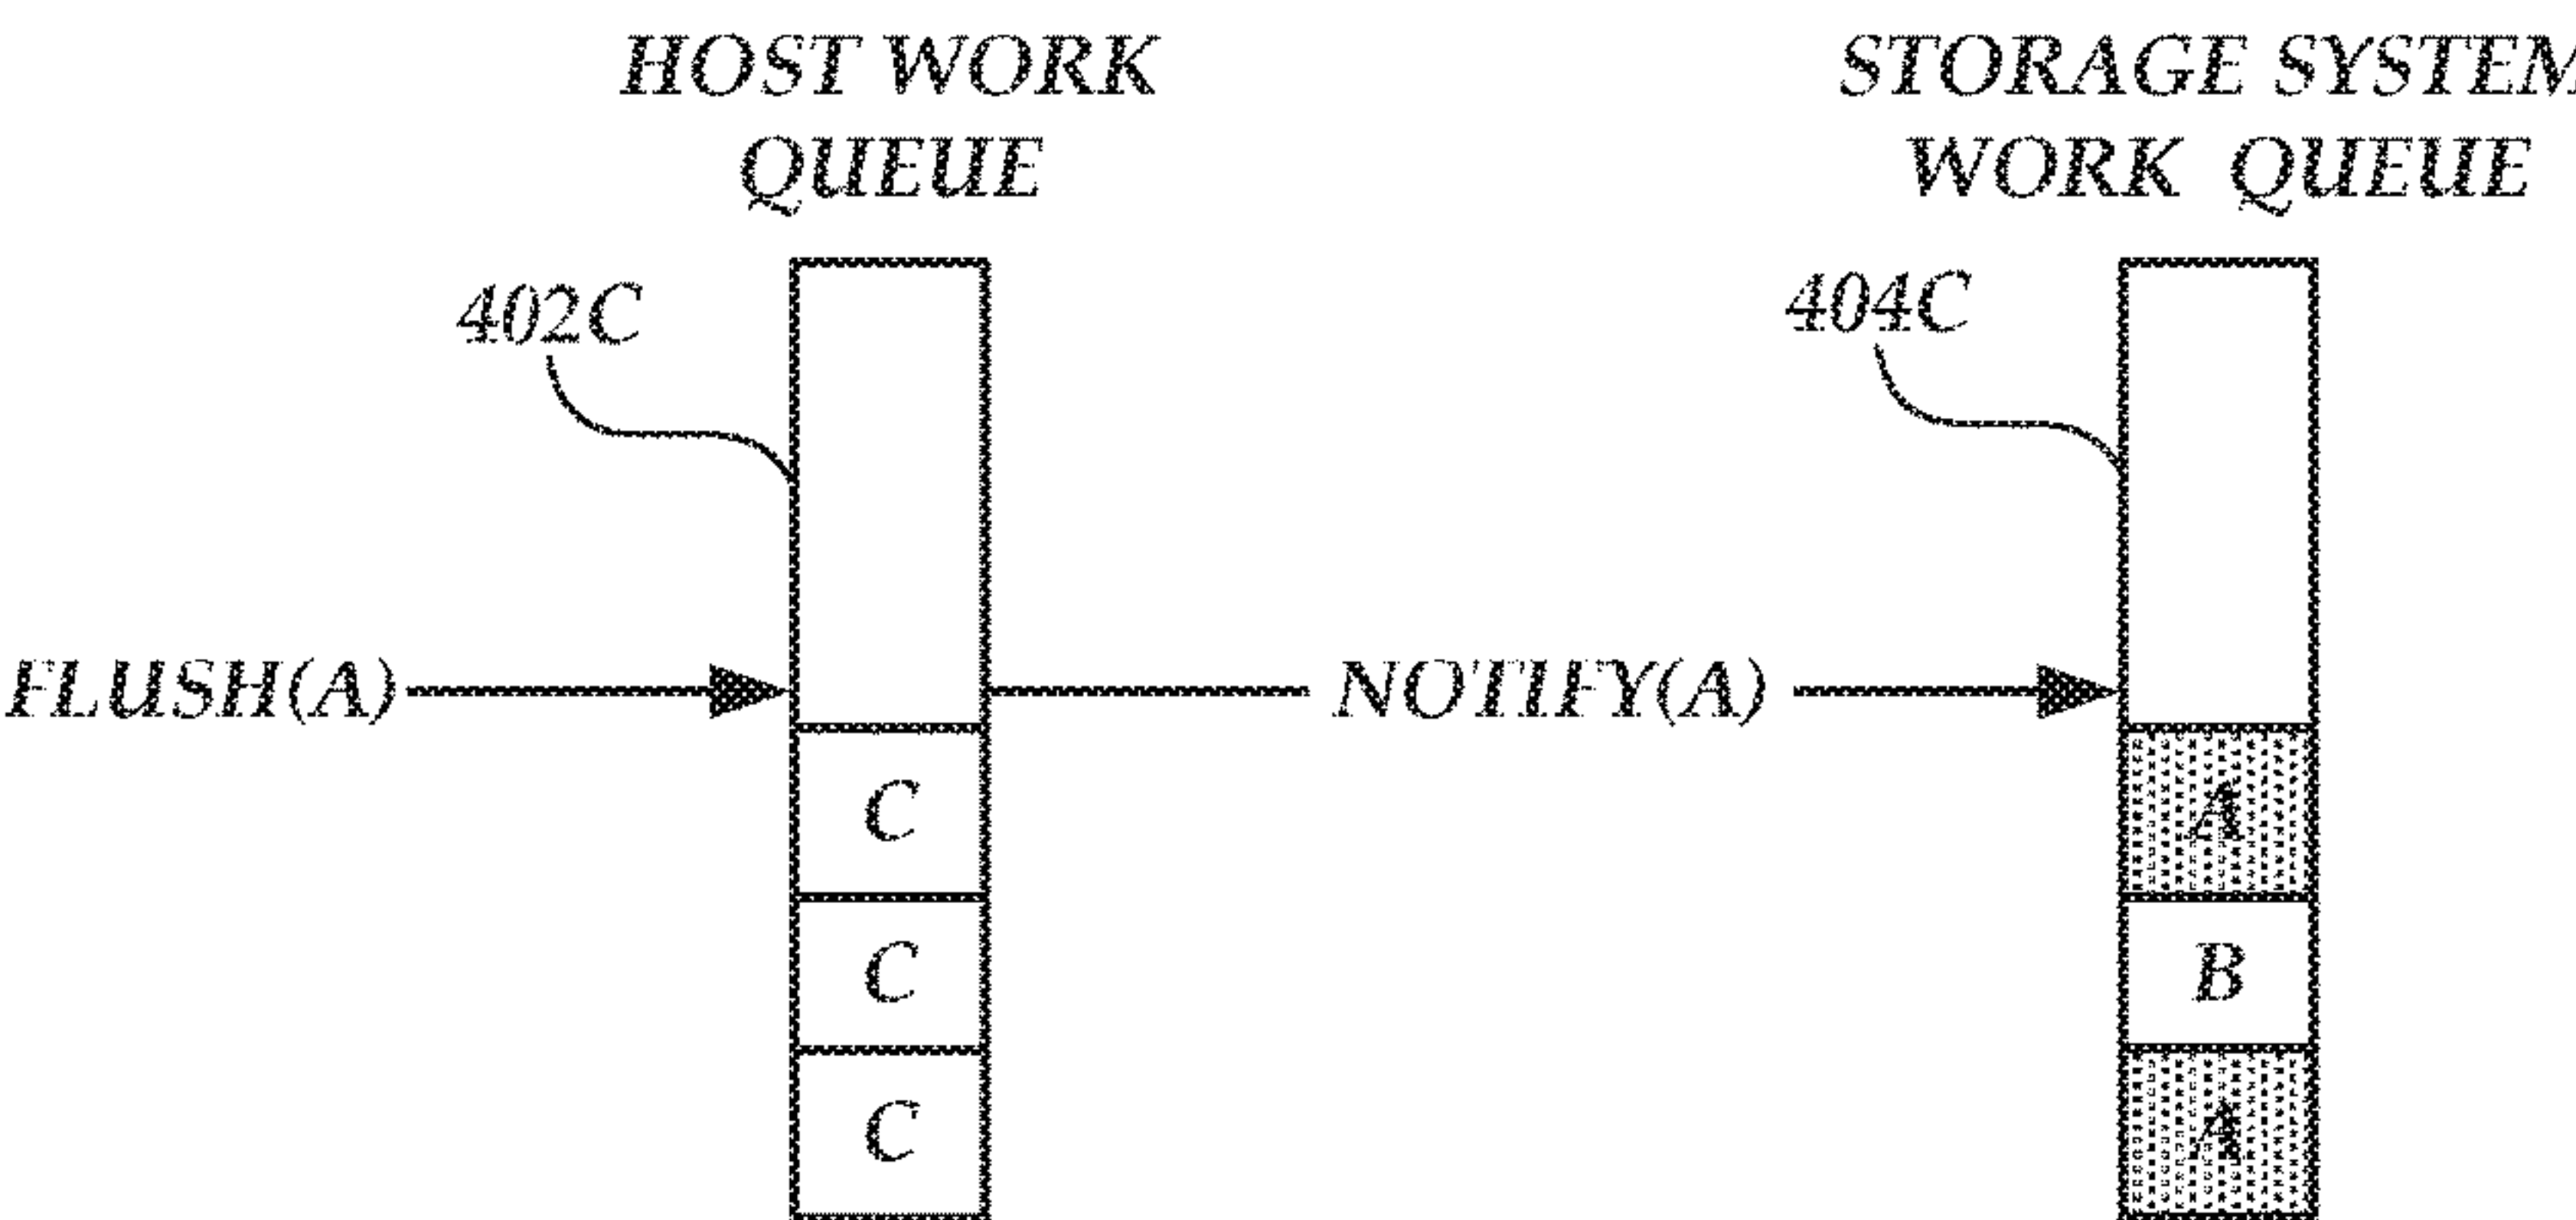 HOST WORK
QUEUE
STORAGE SYSTEM
WORK QUEUE
402C
404C
FLUSH(A)
NOTIFY(A)
C
A
C
B
C
A